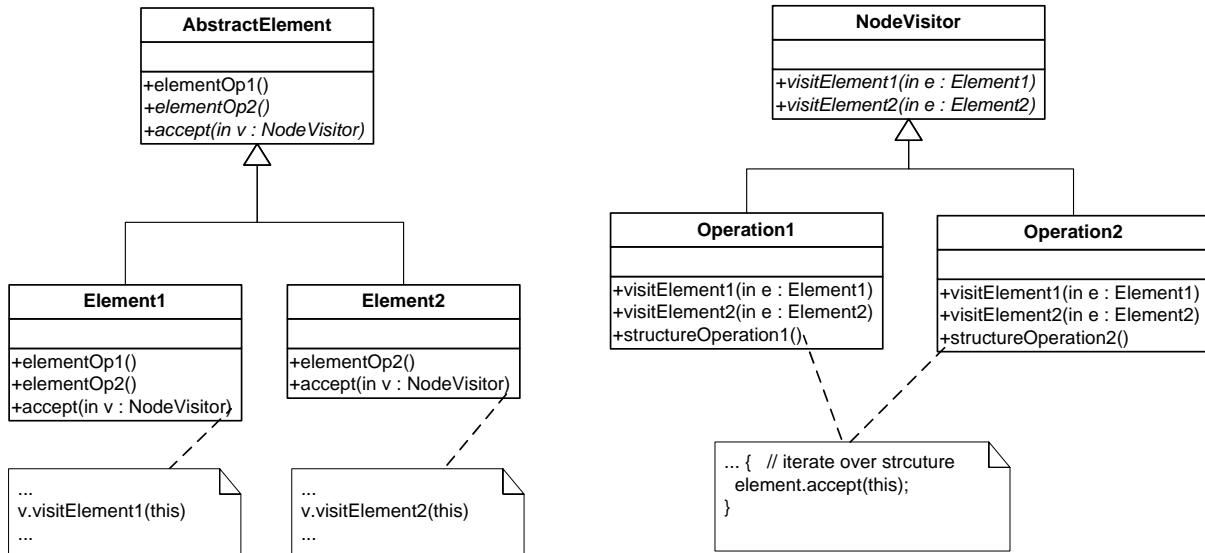 AbstractElement
+elementOp1()
+elementOp2()
+accept(in v : NodeVisitor)
Element1
+elementOp1()
+elementOp2()
+accept(in v : NodeVisitor)
Element2
+elementOp2()
+accept(in v : NodeVisitor)
...
v.visitElement1(this)
...
...
v.visitElement2(this)
...
NodeVisitor
+visitElement1(in e : Element1)
+visitElement2(in e : Element2)
Operation1
+visitElement1(in e : Element1)
+visitElement2(in e : Element2)
+structureOperation1()
Operation2
+visitElement1(in e : Element1)
+visitElement2(in e : Element2)
+structureOperation2()
... { // iterate over strcuture
element.accept(this);
}